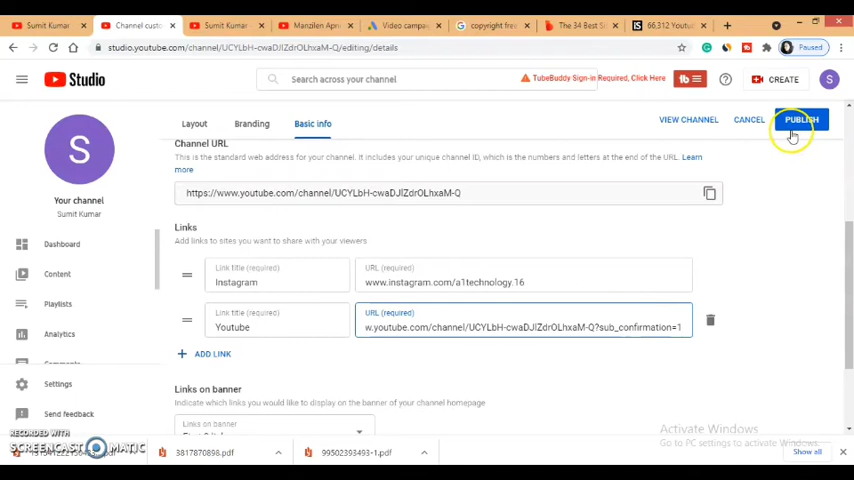 Sumit Kumar
Channel cust
Sumit Kumar
Manzilen Apn
Video campa
copyright free
The 34 Best Si
66,312 Youtu
studio.youtube.com/channel/UCYLbH-cwaDJlZdrOLhxaM-Q/editing/details
Paused
Studio
Search across your channel
TubeBuddy Sign-in Required, Click Here
tb
CREATE
S
Layout
Branding
Basic info
VIEW CHANNEL
CANCEL
PUBLISH
S
Your channel
Sumit Kumar
Dashboard
Content
Playlists
Analytics
Settings
Send feedback
Channel URL
This is the standard web address for your channel. It includes your unique channel ID, which is the numbers and letters at the end of the URL. Learn
more
https://www.youtube.com/channel/UCYLbH-cwaDJlZdrOLhxaM-Q
Links
Add links to sites you want to share with your viewers
Link title (required)
Instagram
URL (required)
www.instagram.com/a1technology.16
Link title (required)
Youtube
URL (required)
w.youtube.com/channel/UCYLbH-cwaDJlZdrOLhxaM-Q?sub_confirmation=1
ADD LINK
Links on banner
Indicate which links you would like to display on the banner of your channel homepage
Links on banner
Activate Windows
Go to PC settings to activate Windows.
RECORDED WITH
SCREENCAST MATIC
3817870898.pdf
99502393493-1.pdf
Show all